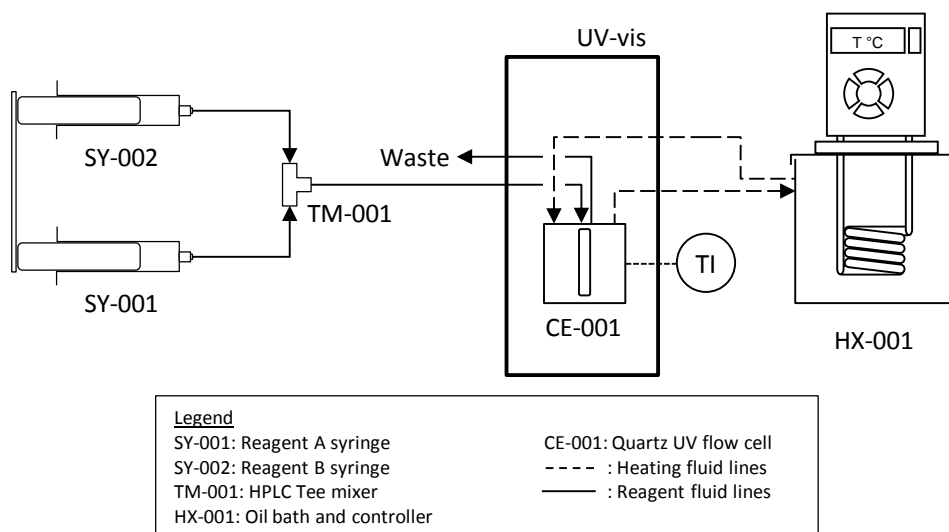 UV-vis
T °C
SY-002
Waste
TM-001
TI
SY-001
CE-001
HX-001
Legend
SY-001: Reagent A syringe
SY-002: Reagent B syringe
TM-001: HPLC Tee mixer
HX-001: Oil bath and controller
CE-001: Quartz UV flow cell
: Heating fluid lines
: Reagent fluid lines